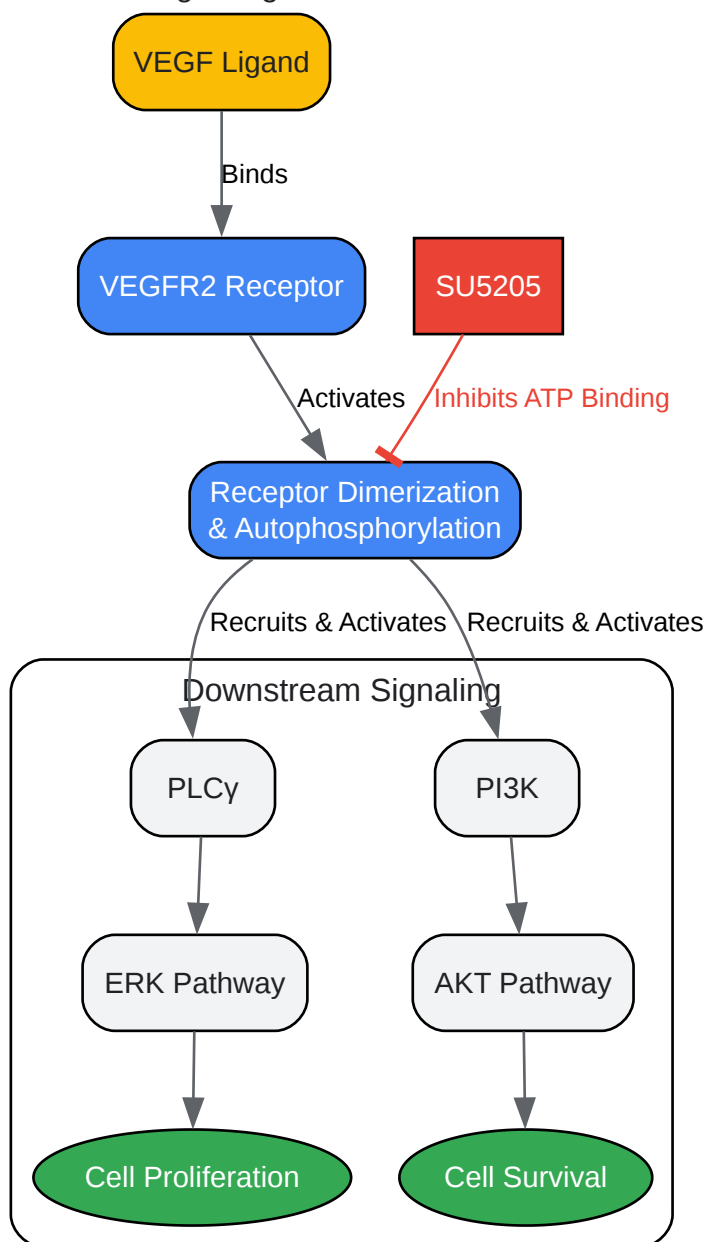 VEGF Ligand
Binds
VEGFR2 Receptor
SU5205
Activates
Inhibits ATP Binding
Receptor Dimerization
& Autophosphorylation
Recruits & Activates
Recruits & Activates
Downstream Signaling
PLCγ
PI3K
ERK Pathway
AKT Pathway
Cell Proliferation
Cell Survival